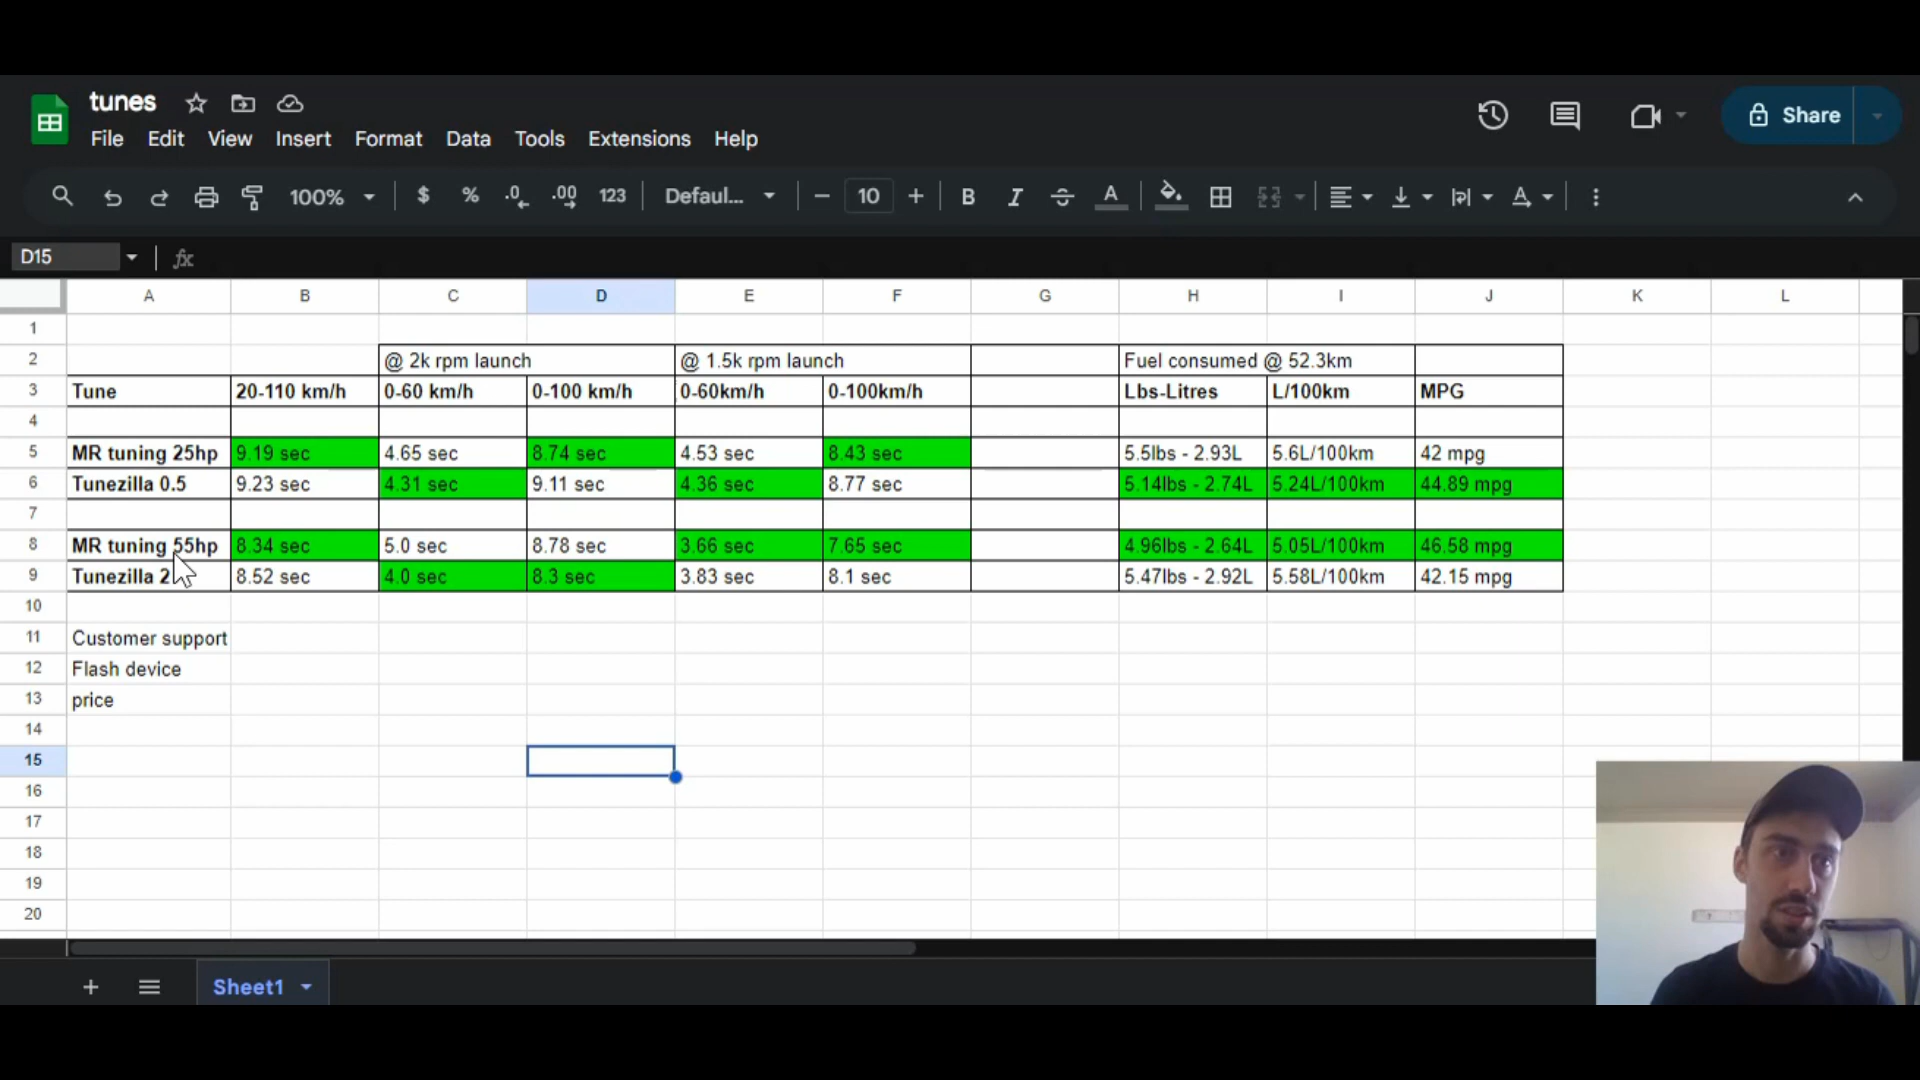 tunes
File Edit View Insert Format Data Tools Extensions Help
Share
100% $ % .0 .00 123 Defaul... 10 B I A A
D15 fx
A B C D E F G H I J K L
1
2 @ 2k rpm launch @ 1.5k rpm launch Fuel consumed @ 52.3km
3 Tune 20-110 km/h 0-60 km/h 0-100 km/h 0-60km/h 0-100km/h Lbs-Litres L/100km MPG
4
5 MR tuning 25hp 9.19 sec 4.65 sec 8.74 sec 4.53 sec 8.43 sec 5.5lbs - 2.93L 5.6L/100km 42 mpg
6 Tunezilla 0.5 9.23 sec 4.31 sec 9.11 sec 4.36 sec 8.77 sec 5.14lbs - 2.74L 5.24L/100km 44.89 mpg
7
8 MR tuning 55hp 8.34 sec 5.0 sec 8.78 sec 3.66 sec 7.65 sec 4.96lbs - 2.64L 5.05L/100km 46.58 mpg
9 Tunezilla 2 8.52 sec 4.0 sec 8.3 sec 3.83 sec 8.1 sec 5.47lbs - 2.92L 5.58L/100km 42.15 mpg
10
11 Customer support
12 Flash device
13 price
14
15
16
17
18
19
20
Sheet1